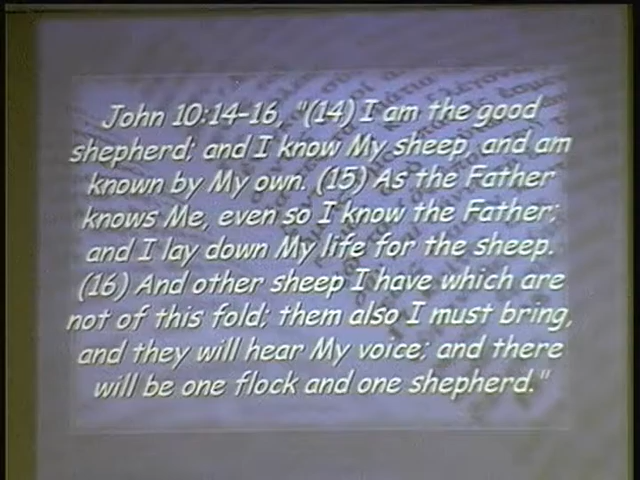 John 10:14-16, "(14) I am the good
shepherd; and I know My sheep, and am
known by My own. (15) As the Father
knows Me, even so I know the Father;
and I lay down My life for the sheep.
(16) And other sheep I have which are
not of this fold; them also I must bring,
and they will hear My voice; and there
will be one flock and one shepherd."